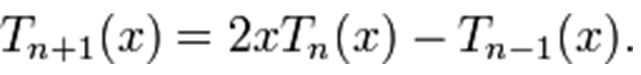 T_{n+1}(x) = 2xT_n(x) − T_{n−1}(x).